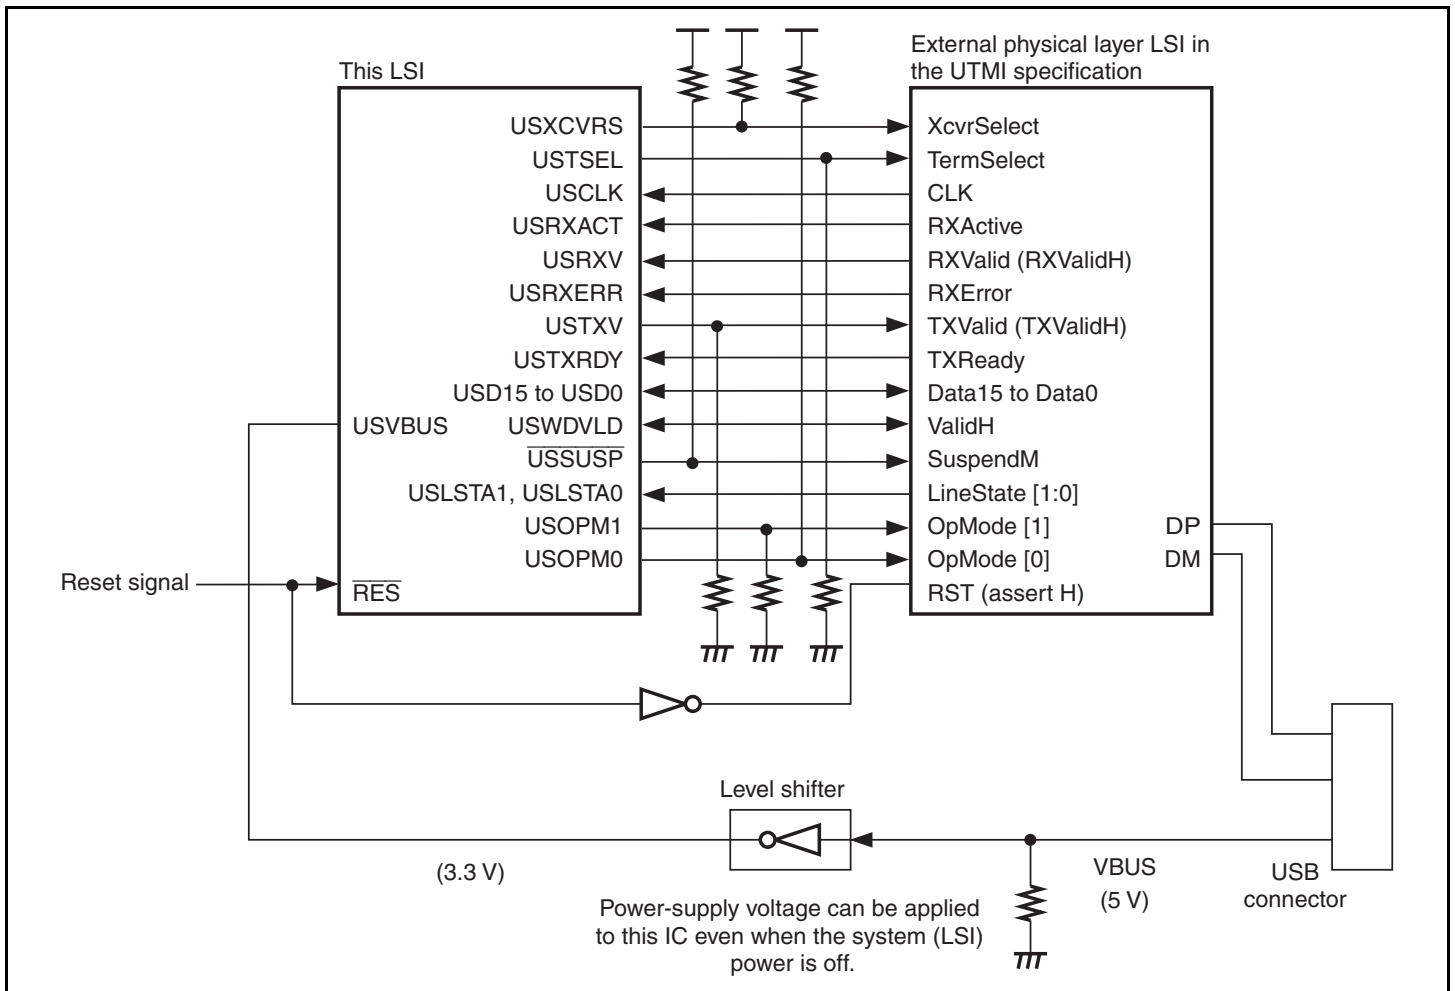 External physical layer LSI in
the UTMI specification
This LSI
USXCVRS
USTSEL
USCLK
USRXACT
USRXV
USRXERR
USTXV
USTXRDY
USD15 to USD0
USVBUS
USWDVLD
USSUSP
USLSTA1, USLSTA0
USOPM1
USOPM0
Reset signal
RES
XcvrSelect
TermSelect
CLK
RXActive
RXValid (RXValidH)
RXError
TXValid (TXValidH)
TXReady
Data15 to Data0
ValidH
SuspendM
LineState [1:0]
OpMode [1]
OpMode [0]
RST (assert H)
DP
DM
Level shifter
(3.3 V)
VBUS
(5 V)
USB
connector
Power-supply voltage can be applied
to this IC even when the system (LSI)
power is off.